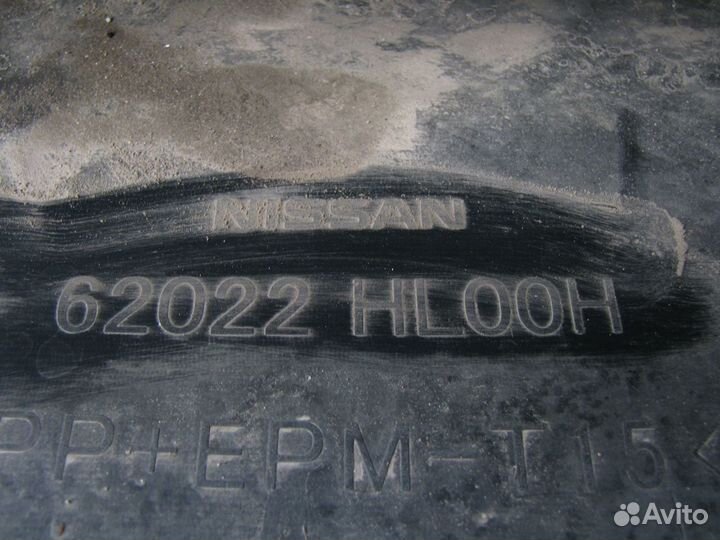 NISSAN
62022 HL00H
PP+EPM-T15<
Avito